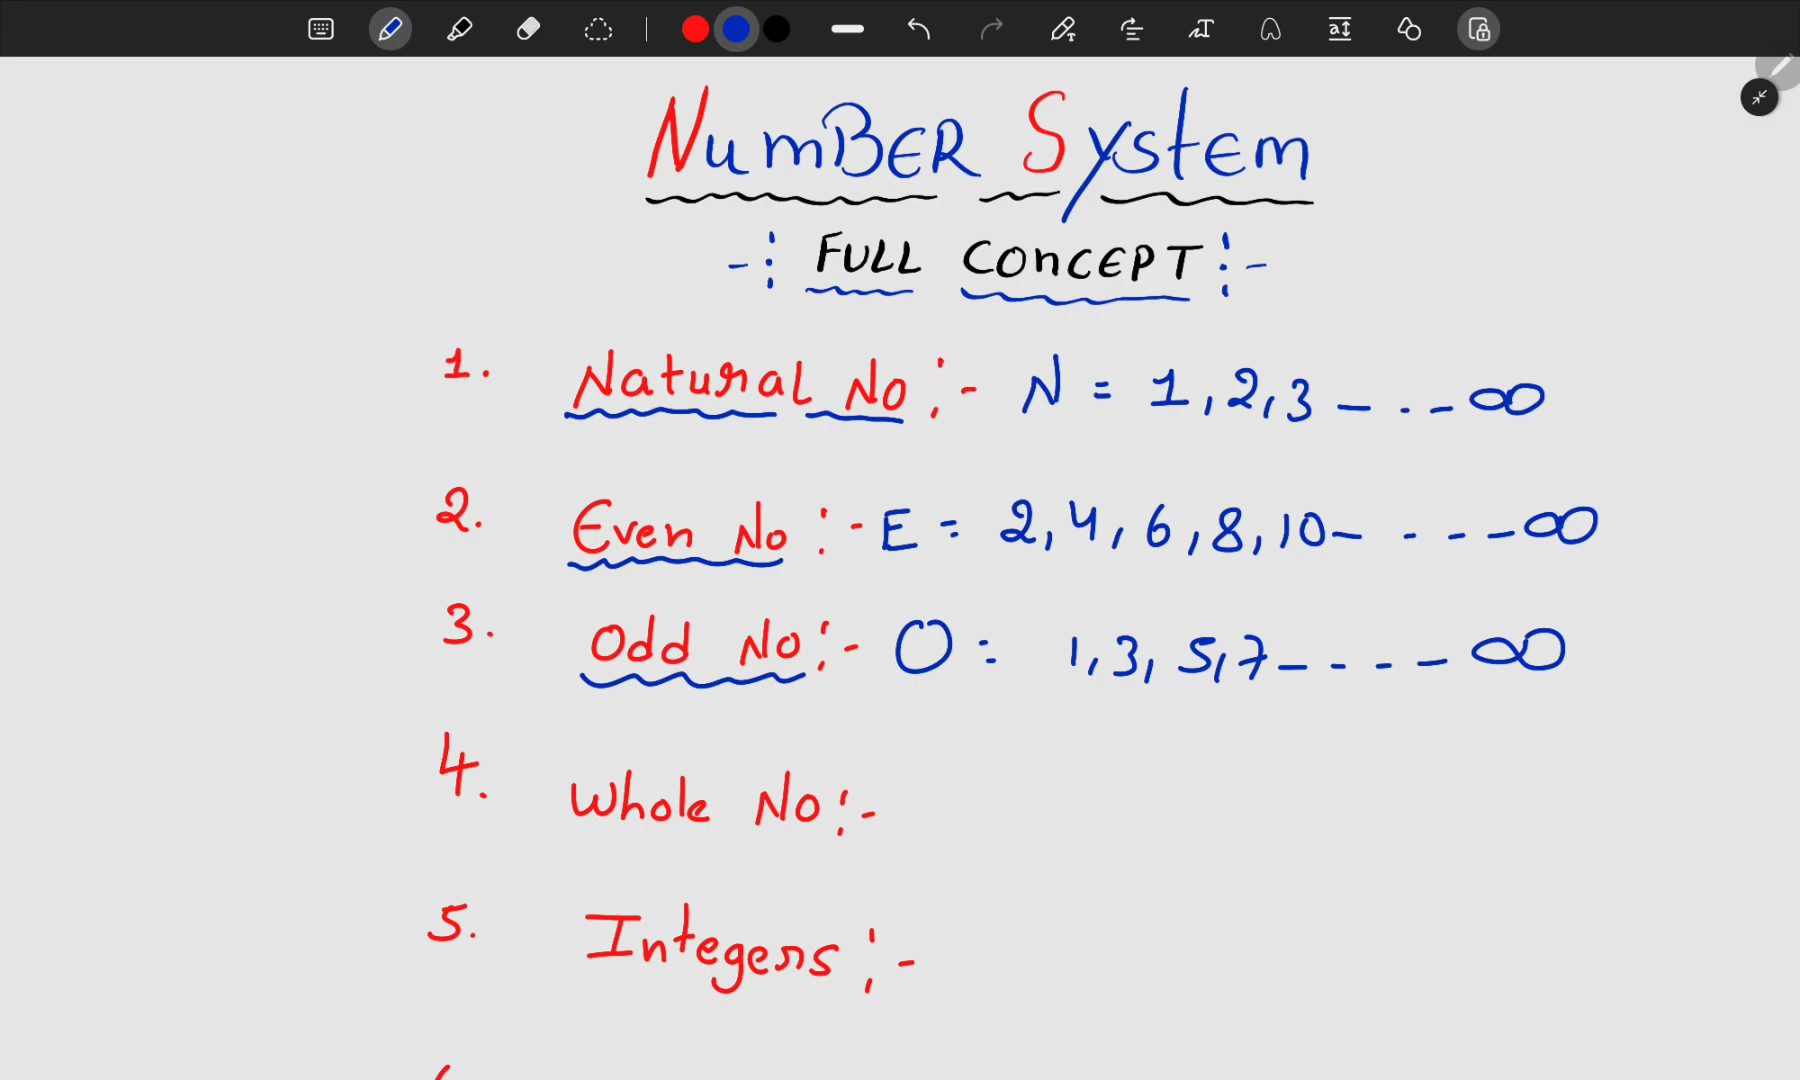 NumBER System
-: FULL CONCEPT :-
1. Natural No :- N = 1, 2, 3 _ . . _ ∞
2. Even No :- E = 2, 4, 6, 8, 10 - - - - - ∞
3. Odd No :- O = 1, 3, 5, 7 - - - - - ∞
4. Whole No :-
5. Integers :-